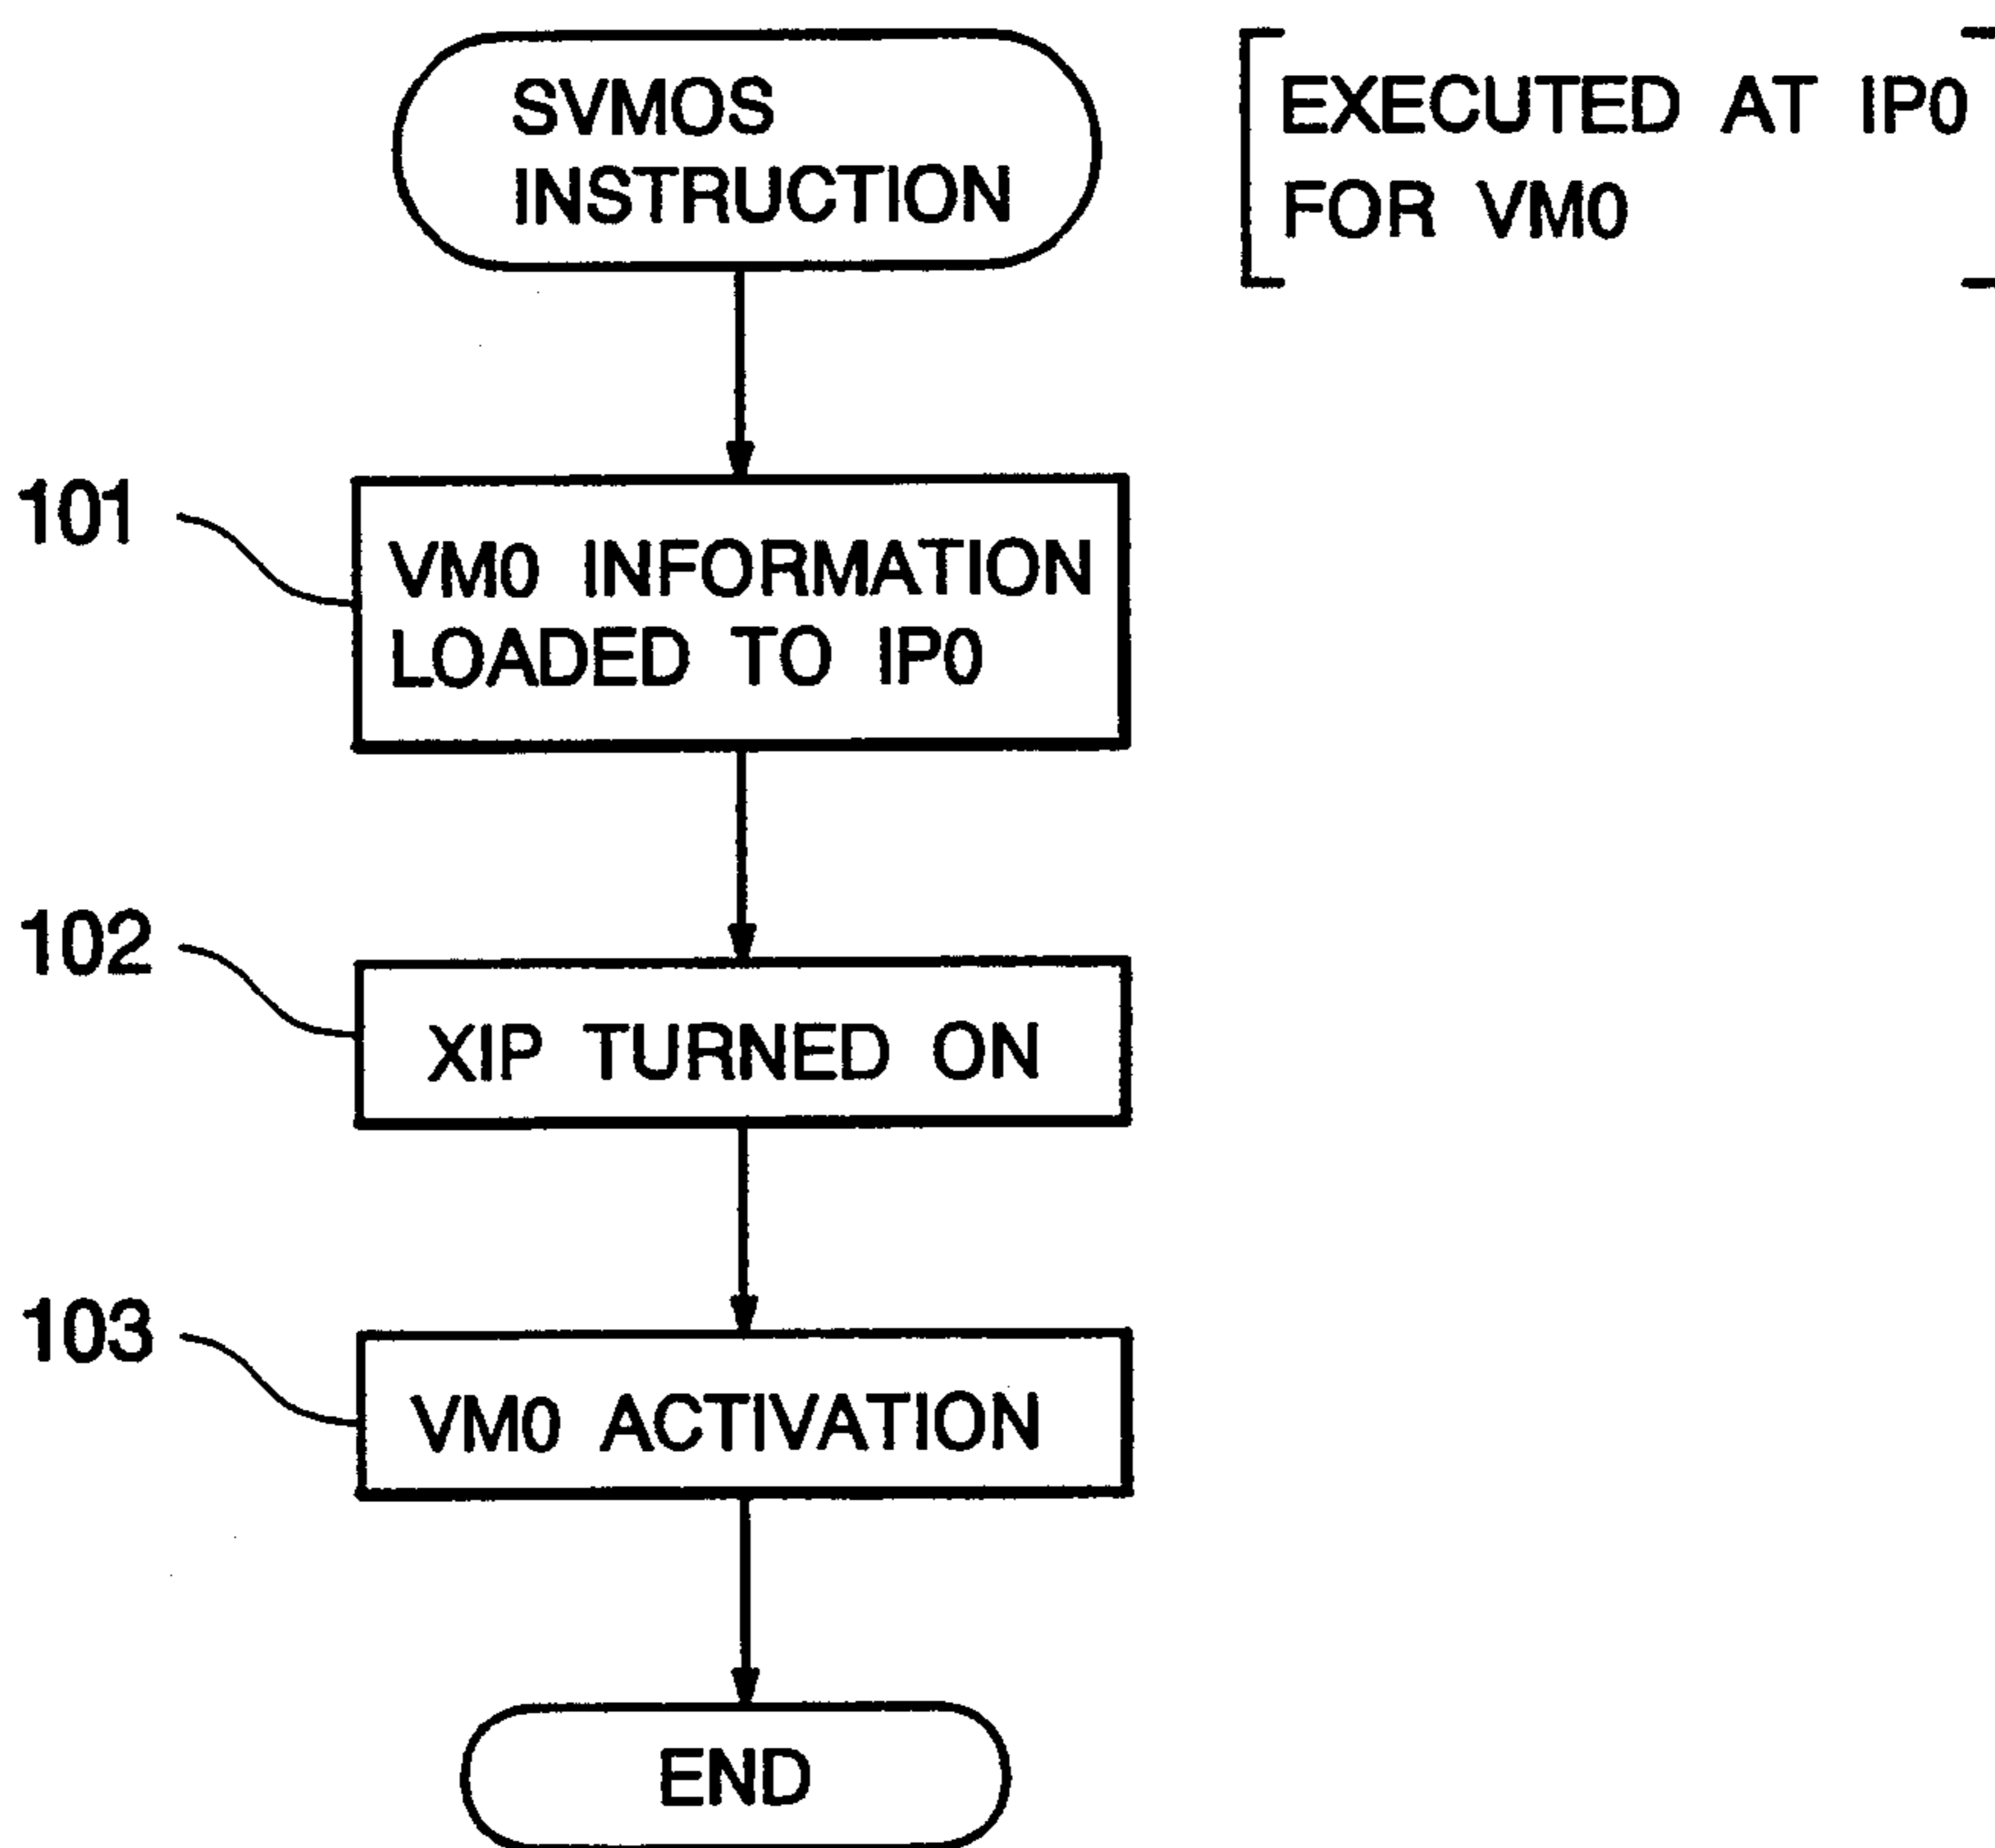 SVMOS
INSTRUCTION
EXECUTED AT IP0
FOR VM0
101
VM0 INFORMATION
LOADED TO IP0
102
XIP TURNED ON
103
VM0 ACTIVATION
END